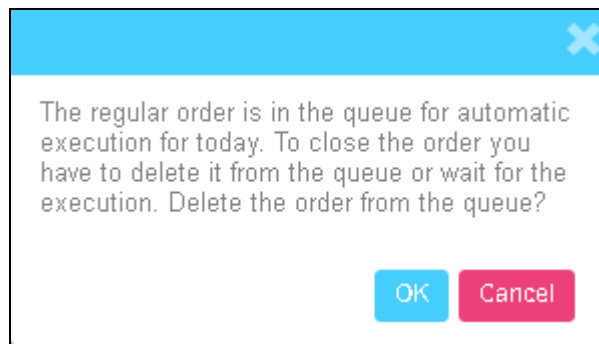 The regular order is in the queue for automatic
execution for today. To close the order you
have to delete it from the queue or wait for the
execution. Delete the order from the queue?
OK Cancel